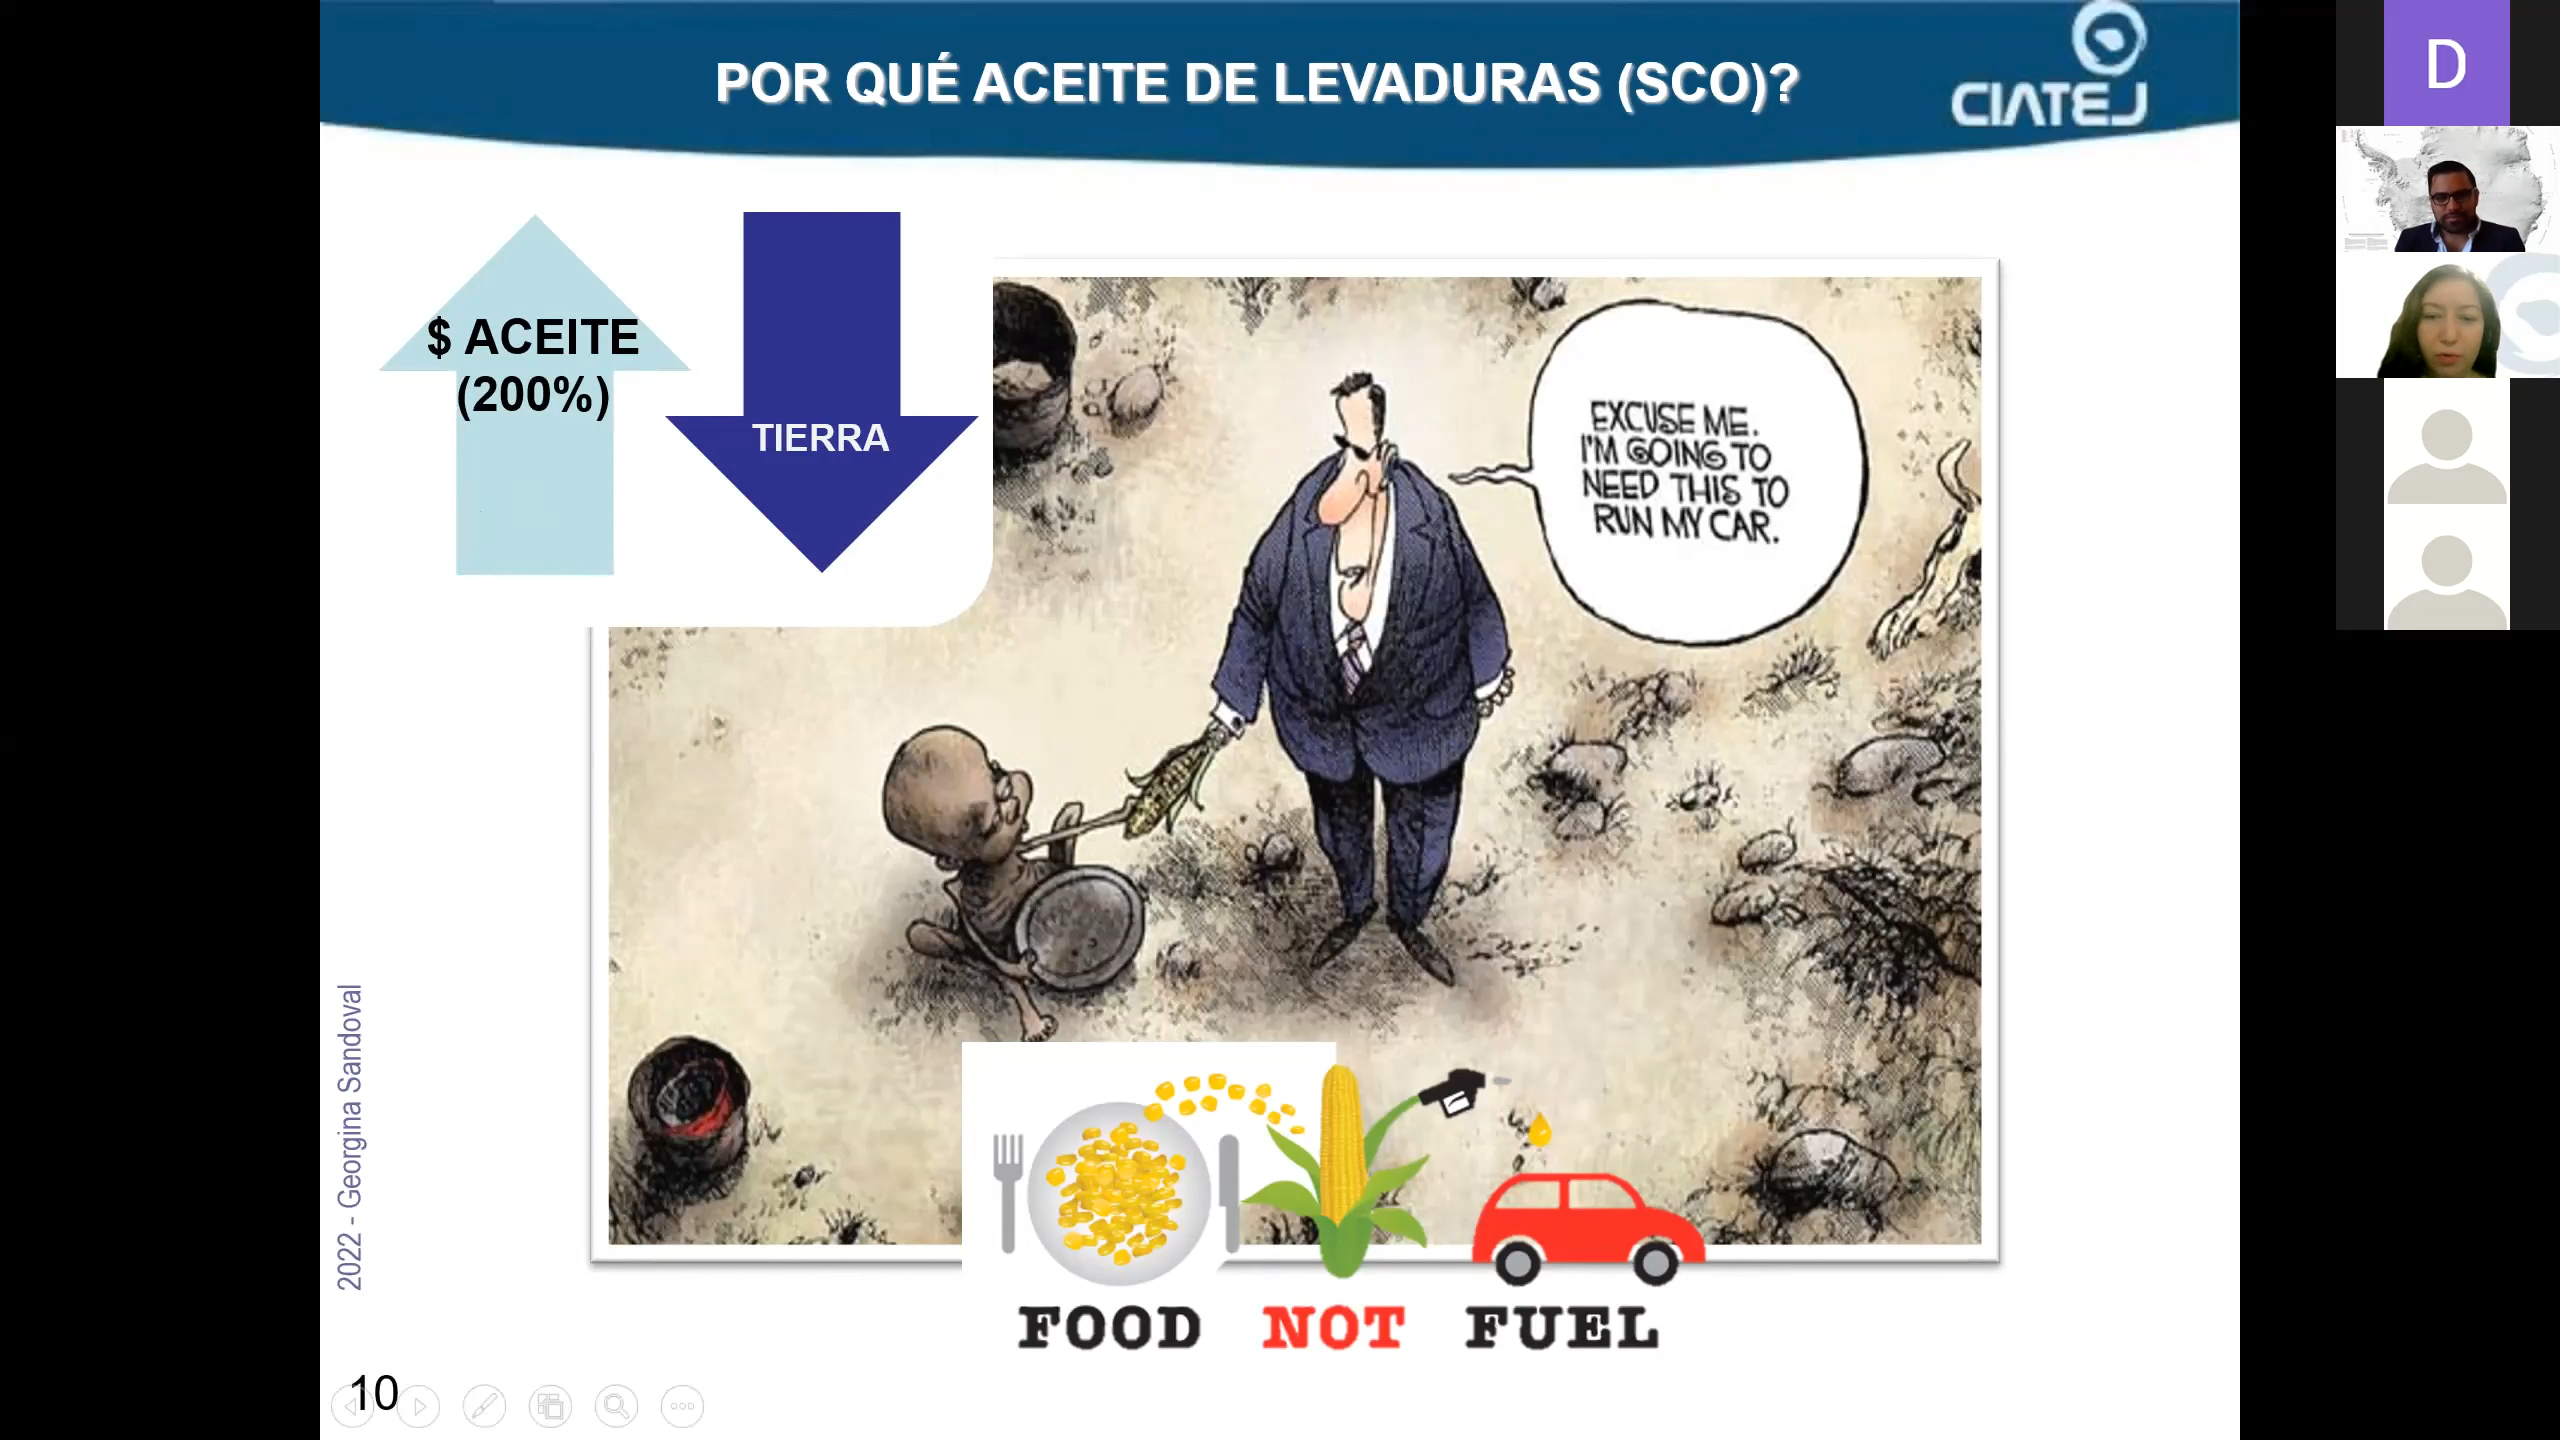 POR QUÉ ACEITE DE LEVADURAS (SCO)?
CIATEJ
D
$ ACEITE
(200%)
TIERRA
EXCUSE ME.
I'M GOING TO
NEED THIS TO
RUN MY CAR.
2022 - Georgina Sandoval
FOOD NOT FUEL
10